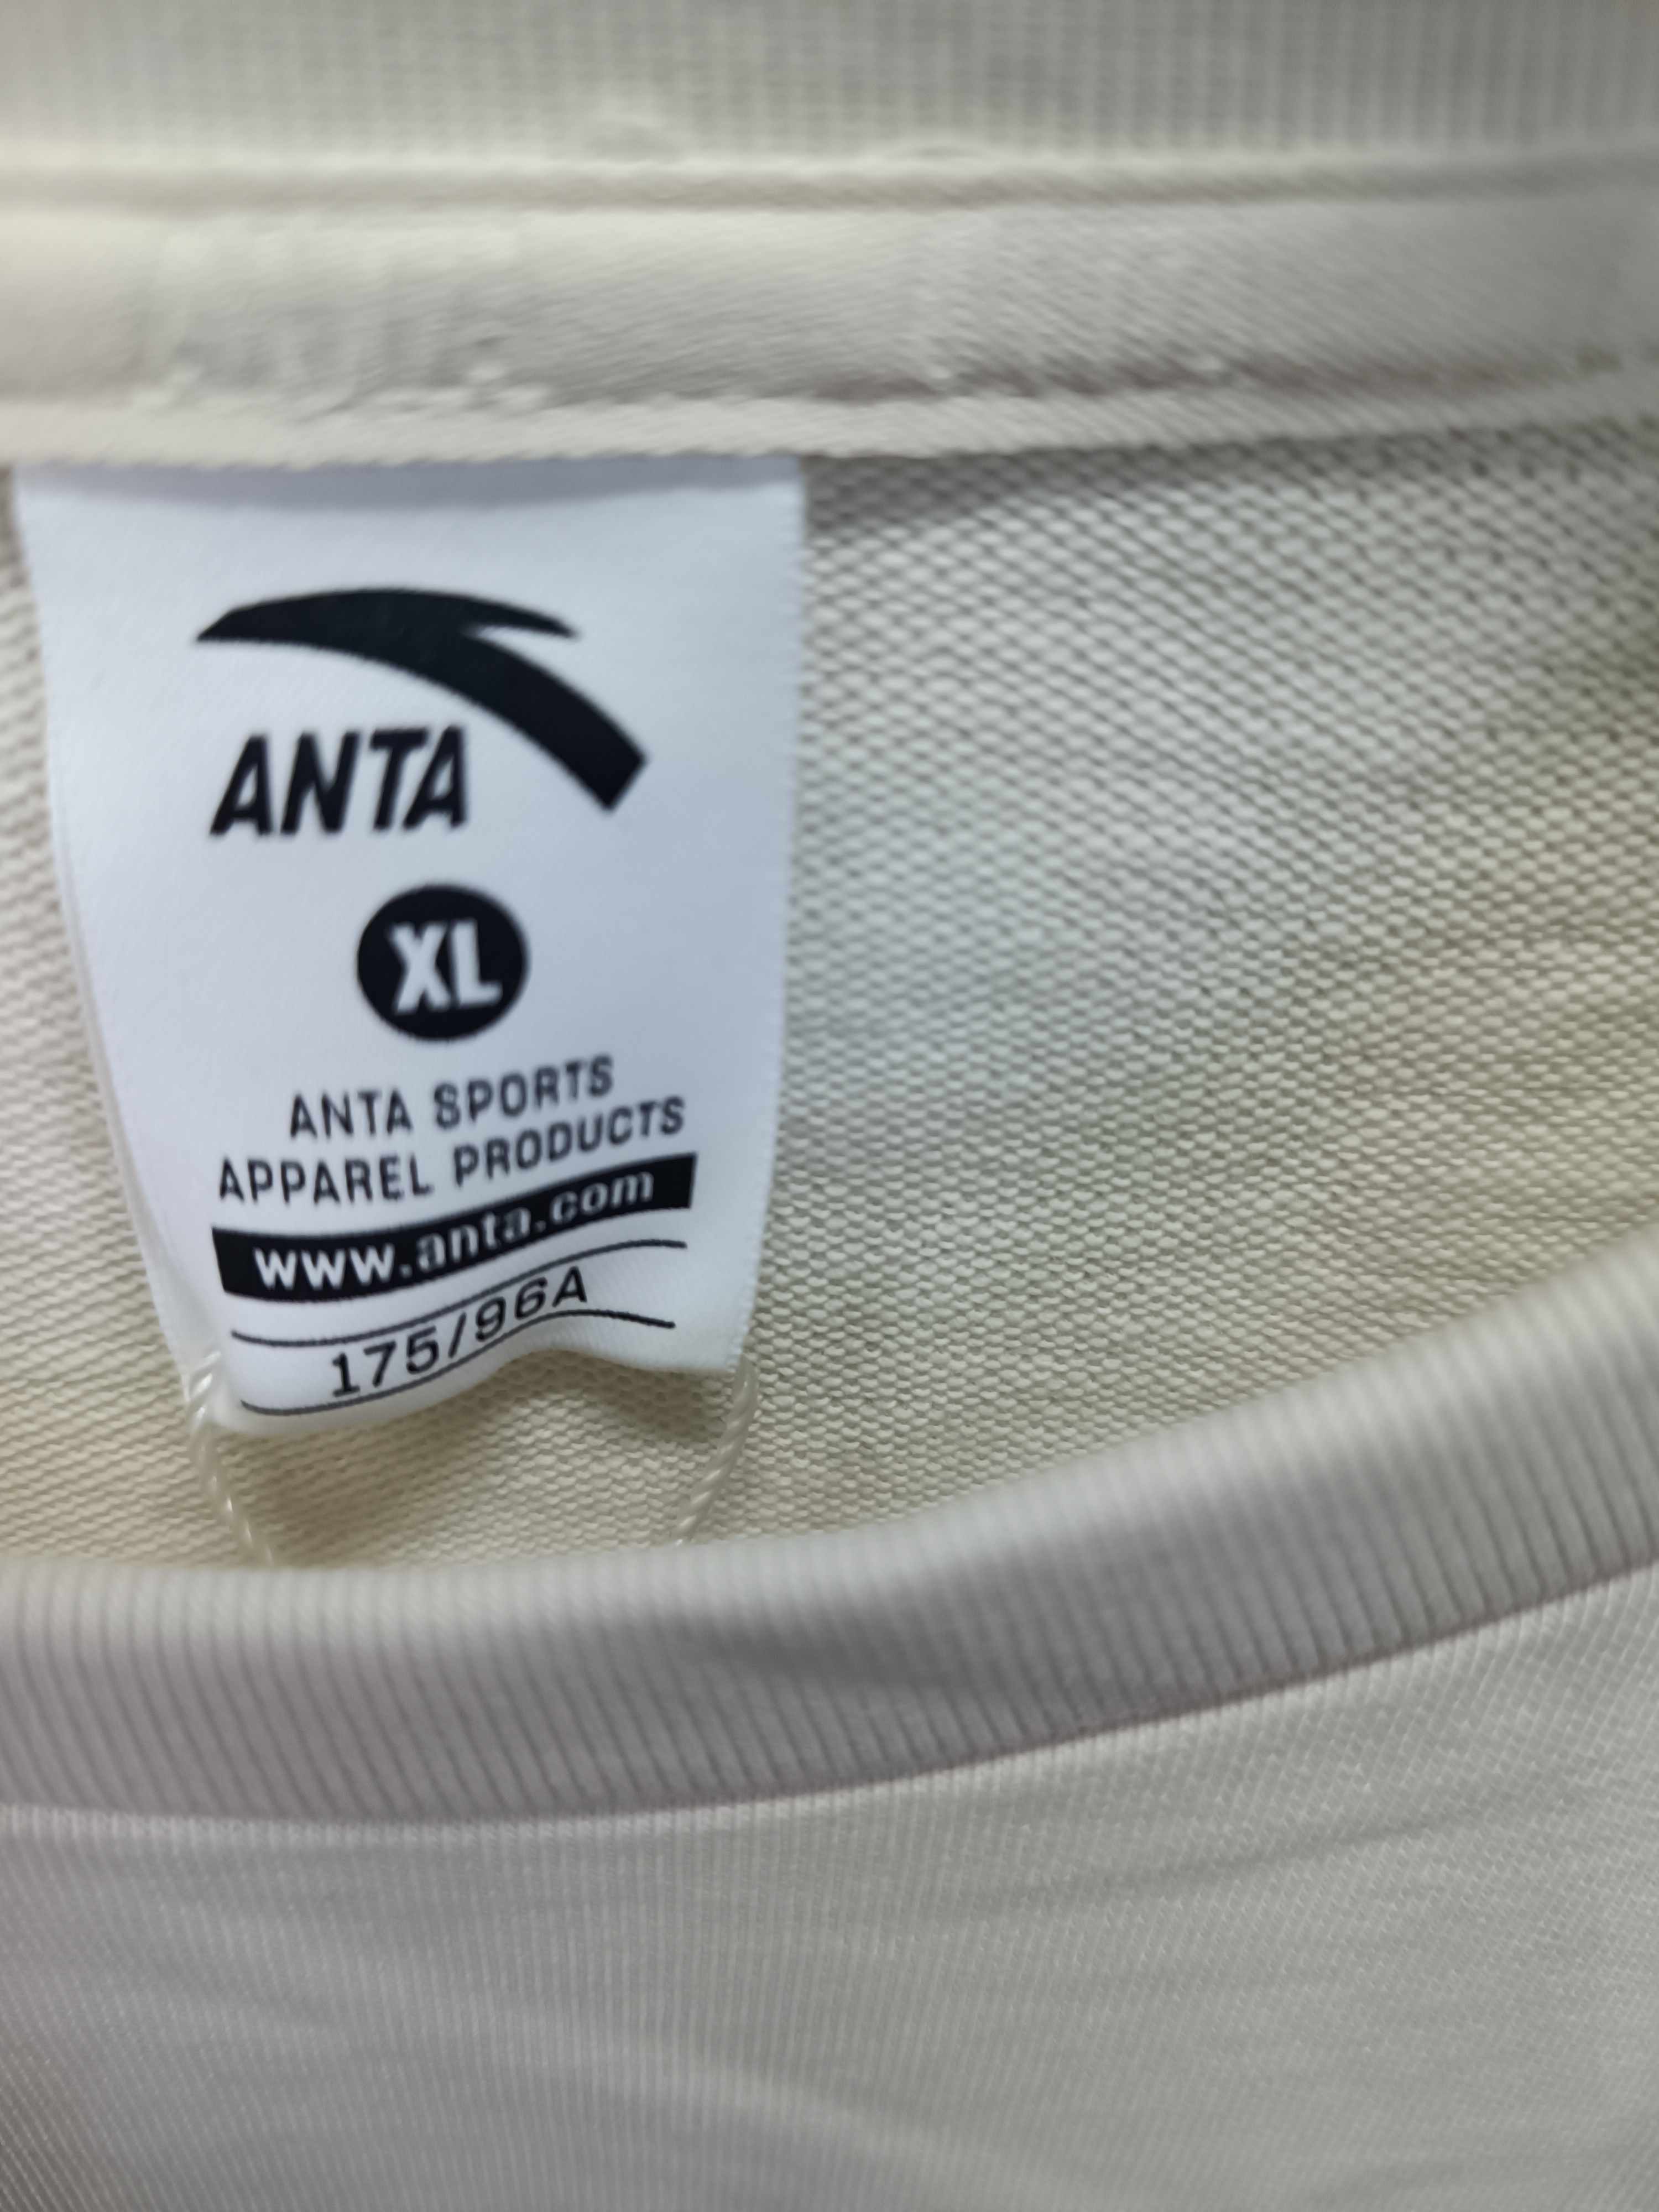 ANTA
XL
ANTA SPORTS
APPAREL PRODUCTS
www.anta.com
175/96A